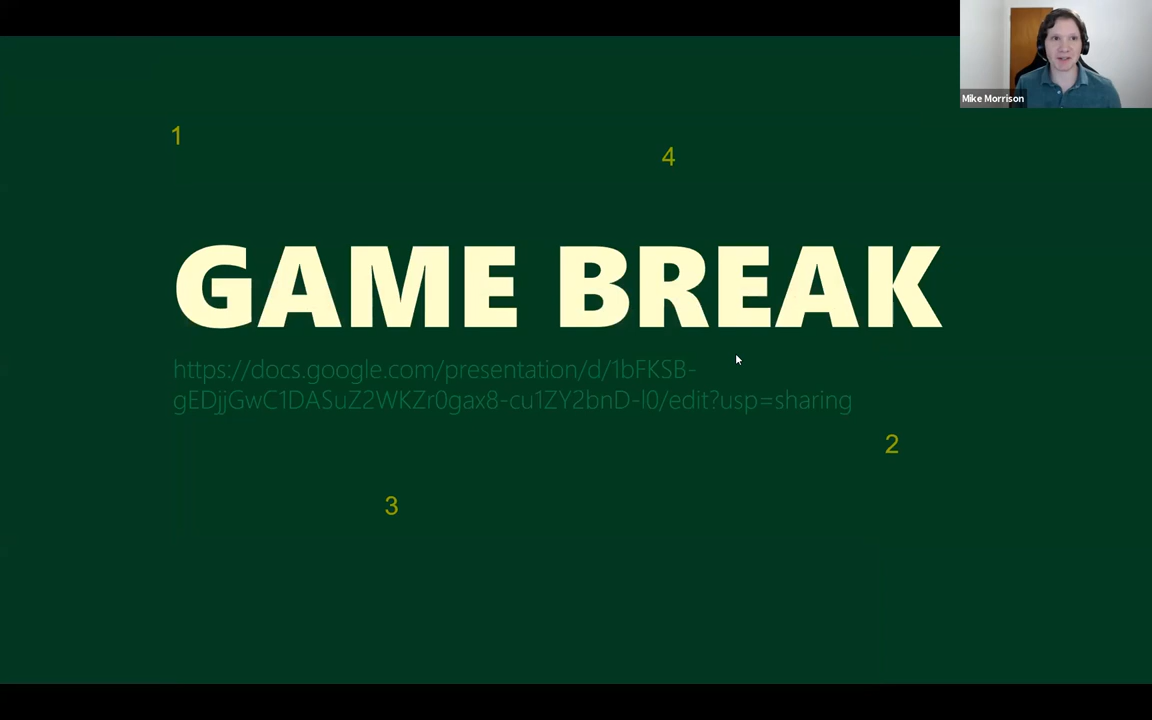 Mike Morrison
1
4
GAME BREAK
https://docs.google.com/presentation/d/1bFKSB-
gEDjjGwC1DASuZ2WKZr0gax8-cu1ZY2bnD-l0/edit?usp=sharing
2
3